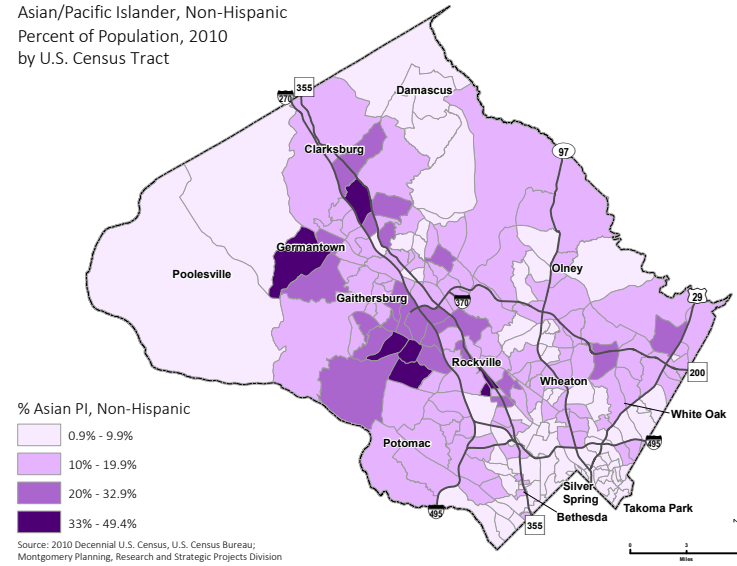 Asian/Pacific Islander, Non-Hispanic
Percent of Population, 2010
by U.S. Census Tract
355
270
Damascus
Clarksburg
97
Germantown
Poolesville
Olney
Gaithersburg
370
29
Rockville
Wheaton
200
White Oak
% Asian PI, Non-Hispanic
0.9% - 9.9%
10% - 19.9%
20% - 32.9%
33% - 49.4%
Potomac
495
Silver
Spring
Takoma Park
Bethesda
495
355
Source: 2010 Decennial U.S. Census, U.S. Census Bureau;
Montgomery Planning, Research and Strategic Projects Division
0 3
Miles